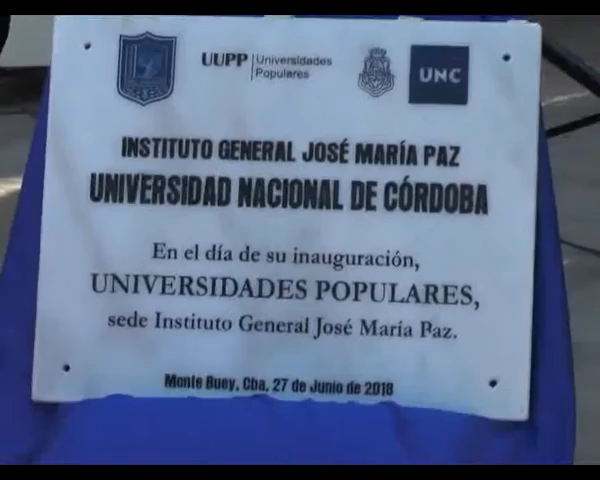 UUPP Universidades Populares
UNC
INSTITUTO GENERAL JOSÉ MARÍA PAZ
UNIVERSIDAD NACIONAL DE CÓRDOBA
En el día de su inauguración,
UNIVERSIDADES POPULARES,
sede Instituto General José María Paz.
Monte Buey, Cba, 27 de Junio de 2018